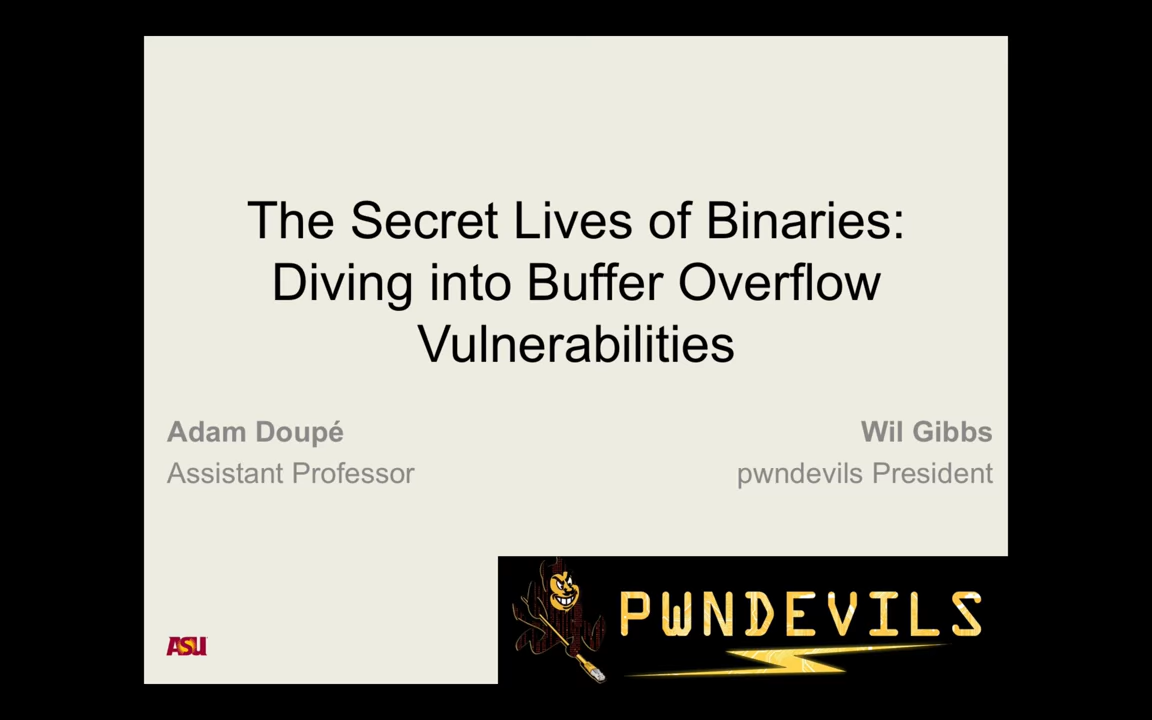 The Secret Lives of Binaries:
Diving into Buffer Overflow
Vulnerabilities
Adam Doupé
Assistant Professor
Wil Gibbs
pwndevils President
ASU
PWNDEVILS